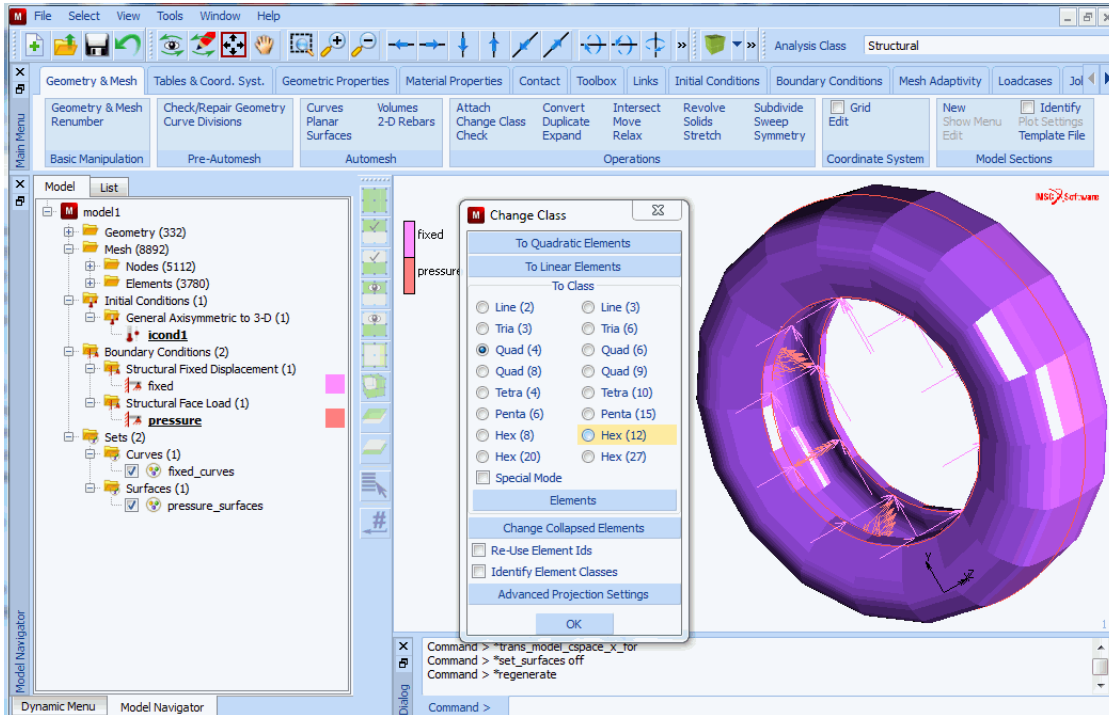 M File Select View Tools Window Help
Analysis Class Structural
Geometry & Mesh Tables & Coord. Syst. Geometric Properties Material Properties Contact Toolbox Links Initial Conditions Boundary Conditions Mesh Adaptivity Loadcases
Main Menu
Geometry & Mesh
Renumber
Basic Manipulation
Check/Repair Geometry
Curve Divisions
Pre-Automesh
Curves Volumes
Planar 2-D Rebars
Surfaces
Automesh
Attach Convert Intersect Revolve Subdivide
Change Class Duplicate Move Solids Sweep
Check Expand Relax Stretch Symmetry
Operations
Grid
Edit
Coordinate System
New Identify
Show Menu Plot Settings
Edit Template File
Model Sections
Model Navigator
Model List
M model1
Geometry (332)
Mesh (8892)
Nodes (5112)
Elements (3780)
Initial Conditions (1)
General Axisymmetric to 3-D (1)
icond1
Boundary Conditions (2)
Structural Fixed Displacement (1)
fixed
Structural Face Load (1)
pressure
Sets (2)
Curves (1)
fixed_curves
Surfaces (1)
pressure_surfaces
Dynamic Menu Model Navigator
#
fixed
pressure
M Change Class
To Quadratic Elements
To Linear Elements
To Class
Line (2) Line (3)
Tria (3) Tria (6)
Quad (4) Quad (6)
Quad (8) Quad (9)
Tetra (4) Tetra (10)
Penta (6) Penta (15)
Hex (8) Hex (12)
Hex (20) Hex (27)
Special Mode
Elements
Change Collapsed Elements
Re-Use Element Ids
Identify Element Classes
Advanced Projection Settings
OK
MSC Software
Y
Z
1
Dialog
Command > *trans_model_cspace_x_for
Command > *set_surfaces off
Command > *regenerate
Command >